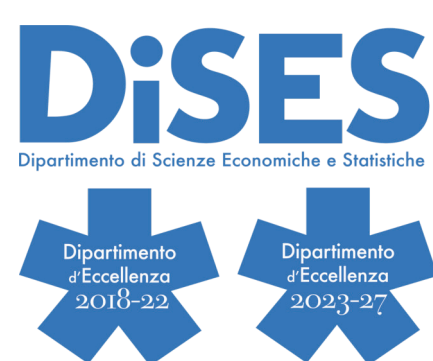 DiSES
Dipartimento di Scienze Economiche e Statistiche
Dipartimento
d'Eccellenza
2018-22
Dipartimento
d'Eccellenza
2023-27